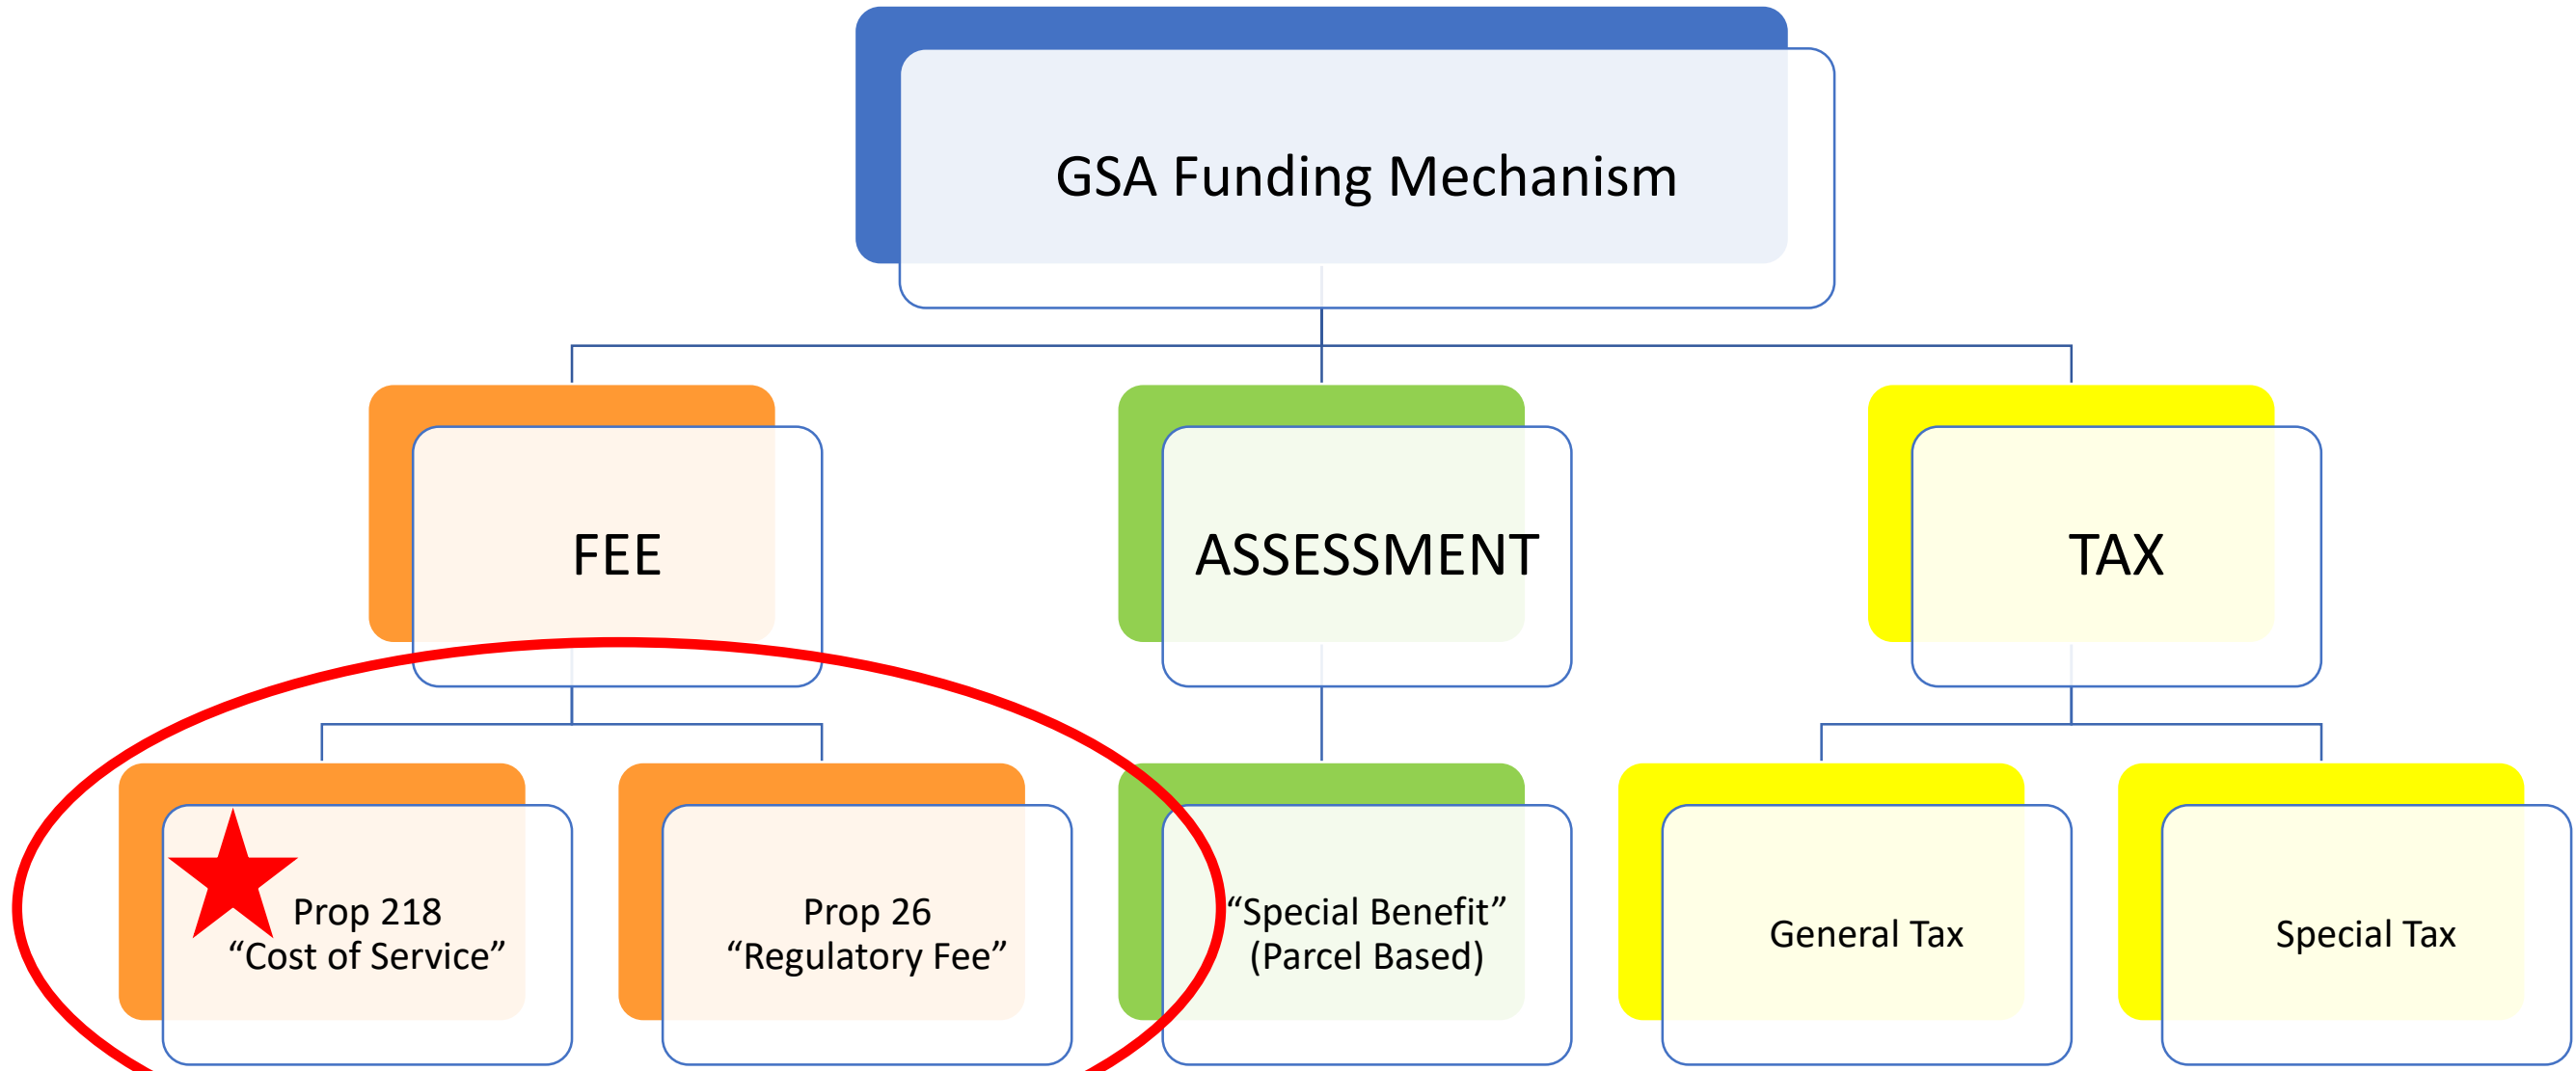 GSA Funding Mechanism
FEE
ASSESSMENT
TAX
Prop 218
“Cost of Service”
Prop 26
“Regulatory Fee”
“Special Benefit”
(Parcel Based)
General Tax
Special Tax